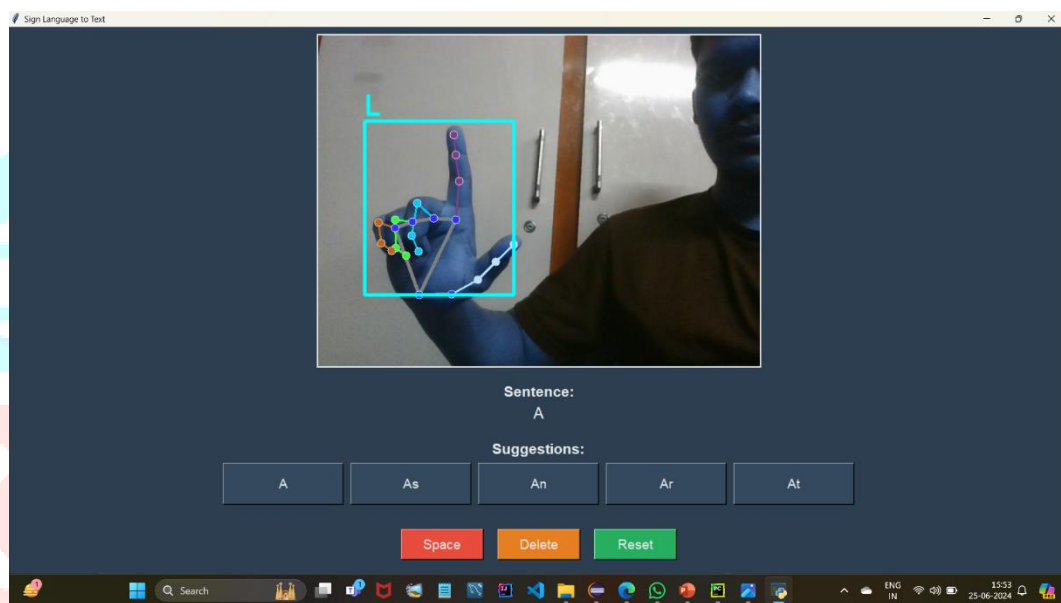 Sign Language to Text
L
Sentence:
A
Suggestions:
A As An Ar At
Space Delete Reset
Search
ENG
IN
15:53
25-06-2024